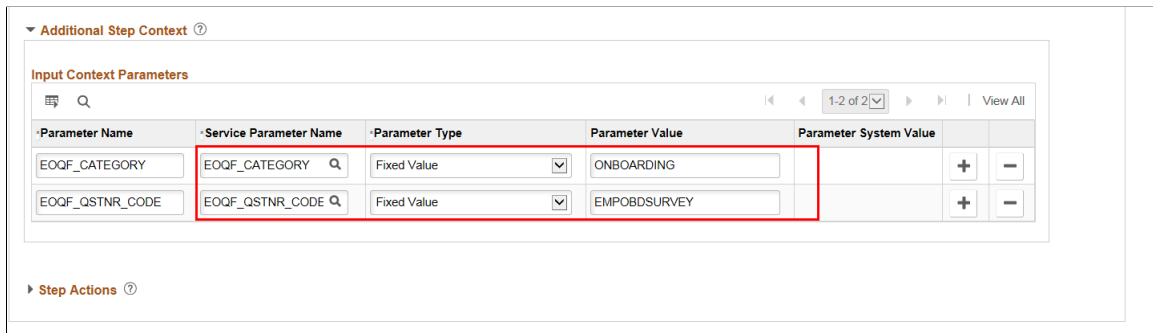 Additional Step Context
Input Context Parameters
1-2 of 2 | View All
*Parameter Name *Service Parameter Name *Parameter Type Parameter Value Parameter System Value
EOQF_CATEGORY EOQF_CATEGORY Fixed Value ONBOARDING
EOQF_QSTNR_CODE EOQF_QSTNR_CODE Fixed Value EMPOBDSURVEY
Step Actions